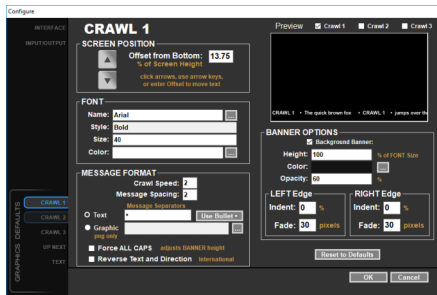 Configure
INTERFACE
INPUT/OUTPUT
GRAPHICS DEFAULTS
CRAWL 1
CRAWL 2
CRAWL 3
UP NEXT
TEXT
CRAWL 1
SCREEN POSITION
Offset from Bottom: 13.75
% of Screen Height
click arrows, use arrow keys,
or enter Offset to move text
FONT
Name: Arial ...
Style: Bold
Size: 40
Color: ...
MESSAGE FORMAT
Crawl Speed: 2
Message Spacing: 2
Message Separators
Text • Use Bullet •
Graphic ...
png only
Force ALL CAPS adjusts BANNER height
Reverse Text and Direction International
Preview Crawl 1 Crawl 2 Crawl 3
CRAWL 1 • The quick brown fox • CRAWL 1 • jumps over th
BANNER OPTIONS
Background Banner:
Height: 100 % of FONT Size
Color: ...
Opacity: 60 %
LEFT Edge
Indent: 0 %
Fade: 30 pixels
RIGHT Edge
Indent: 0 %
Fade: 30 pixels
Reset to Defaults
OK Cancel